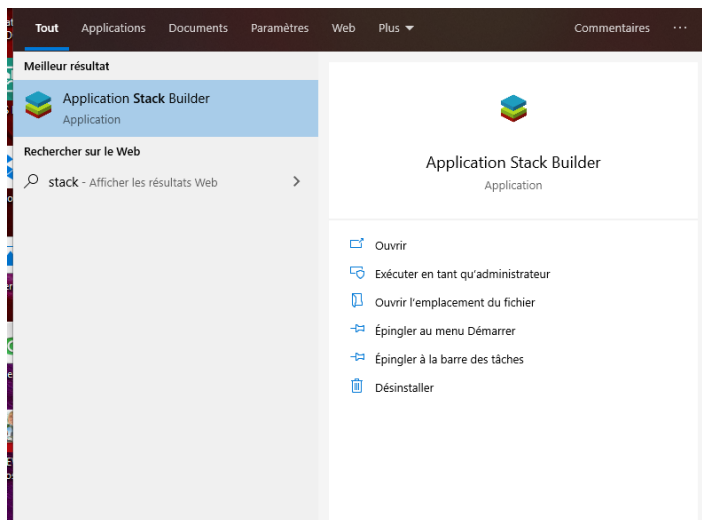 Tout Applications Documents Paramètres Web Plus Commentaires ...
Meilleur résultat
Application Stack Builder
Application
Rechercher sur le Web
stack - Afficher les résultats Web
Application Stack Builder
Application
Ouvrir
Exécuter en tant qu'administrateur
Ouvrir l'emplacement du fichier
Épingler au menu Démarrer
Épingler à la barre des tâches
Désinstaller